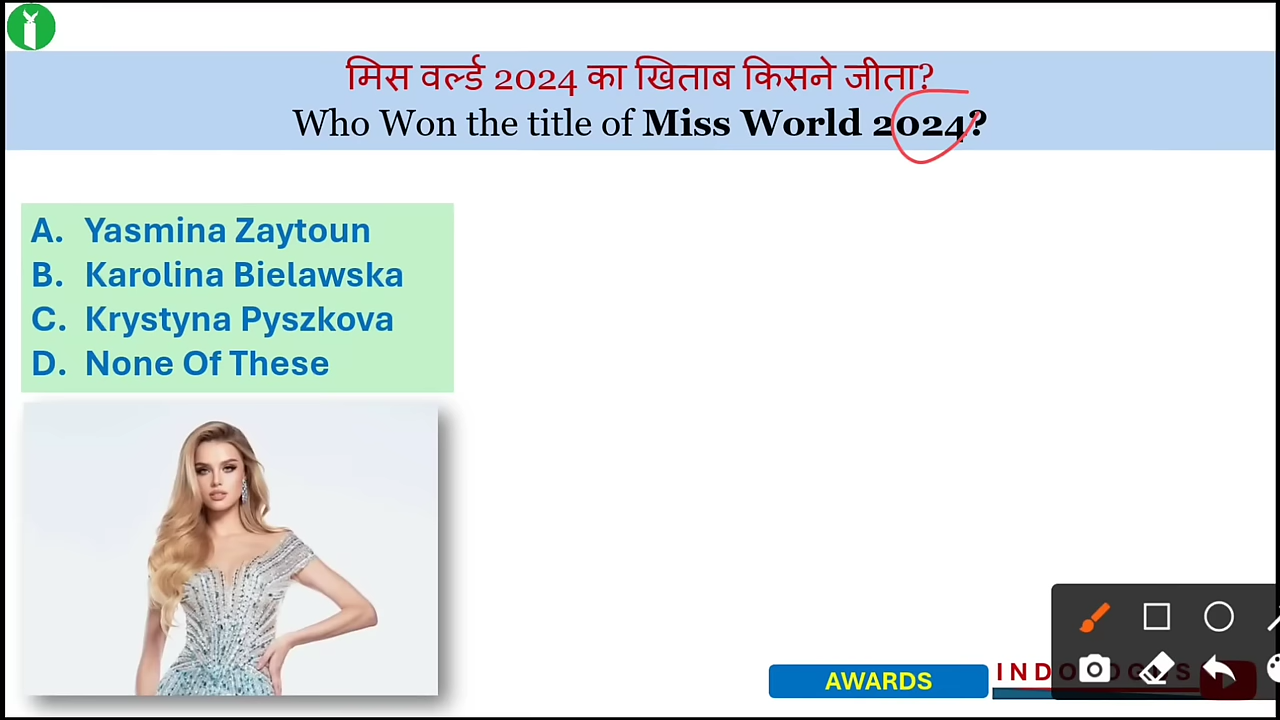 मिस वर्ल्ड 2024 का खिताब किसने जीता?
Who Won the title of Miss World 2024?
A. Yasmina Zaytoun
B. Karolina Bielawska
C. Krystyna Pyszkova
D. None Of These
AWARDS